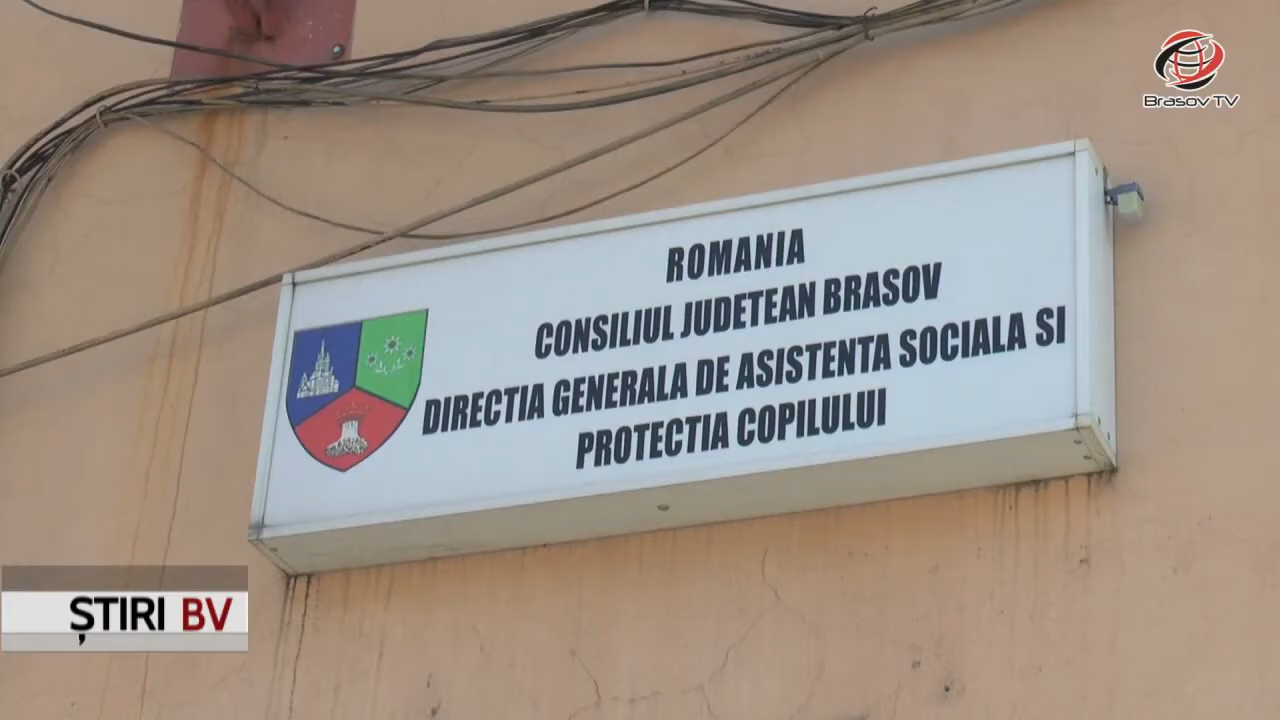 Brasov TV
ROMANIA
CONSILIUL JUDETEAN BRASOV
DIRECTIA GENERALA DE ASISTENTA SOCIALA SI
PROTECTIA COPILULUI
ȘTIRI BV